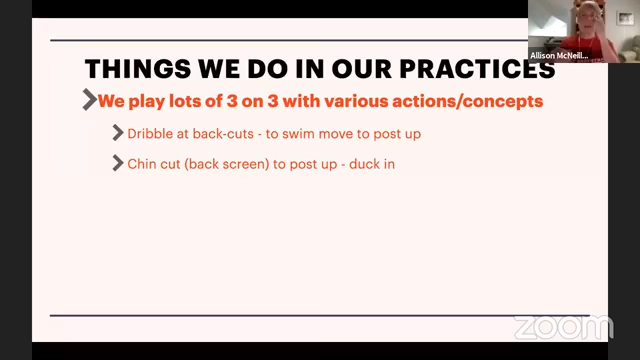 Allison McNeill...
THINGS WE DO IN OUR PRACTICES
We play lots of 3 on 3 with various actions/concepts
Dribble at back-cuts - to swim move to post up
Chin cut (back screen) to post up - duck in
zoom